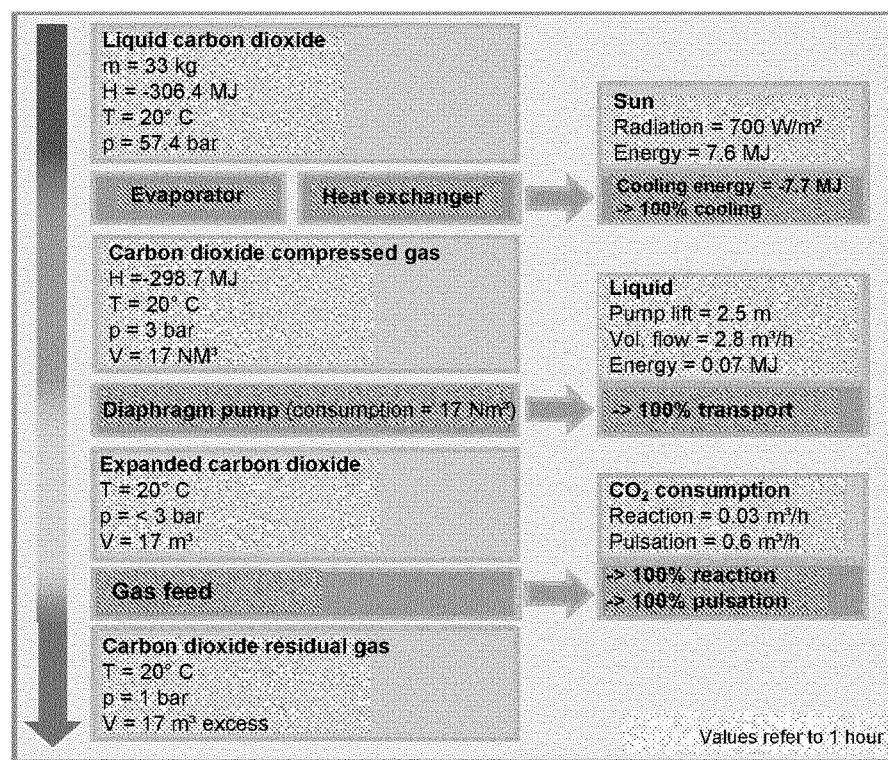 Liquid carbon dioxide
m = 33 kg
H = -306.4 MJ
T = 20° C
p = 57.4 bar
Sun
Radiation = 700 W/m²
Energy = 7.6 MJ
Evaporator
Heat exchanger
Cooling energy = -7.7 MJ
-> 100% cooling
Carbon dioxide compressed gas
H =-298.7 MJ
T = 20° C
p = 3 bar
V = 17 NM³
Liquid
Pump lift = 2.5 m
Vol. flow = 2.8 m³/h
Energy = 0.07 MJ
Diaphragm pump (consumption = 17 Nm³)
-> 100% transport
Expanded carbon dioxide
T = 20° C
p = < 3 bar
V = 17 m³
CO₂ consumption
Reaction = 0.03 m³/h
Pulsation = 0.6 m³/h
Gas feed
-> 100% reaction
-> 100% pulsation
Carbon dioxide residual gas
T = 20° C
p = 1 bar
V = 17 m³ excess
Values refer to 1 hour